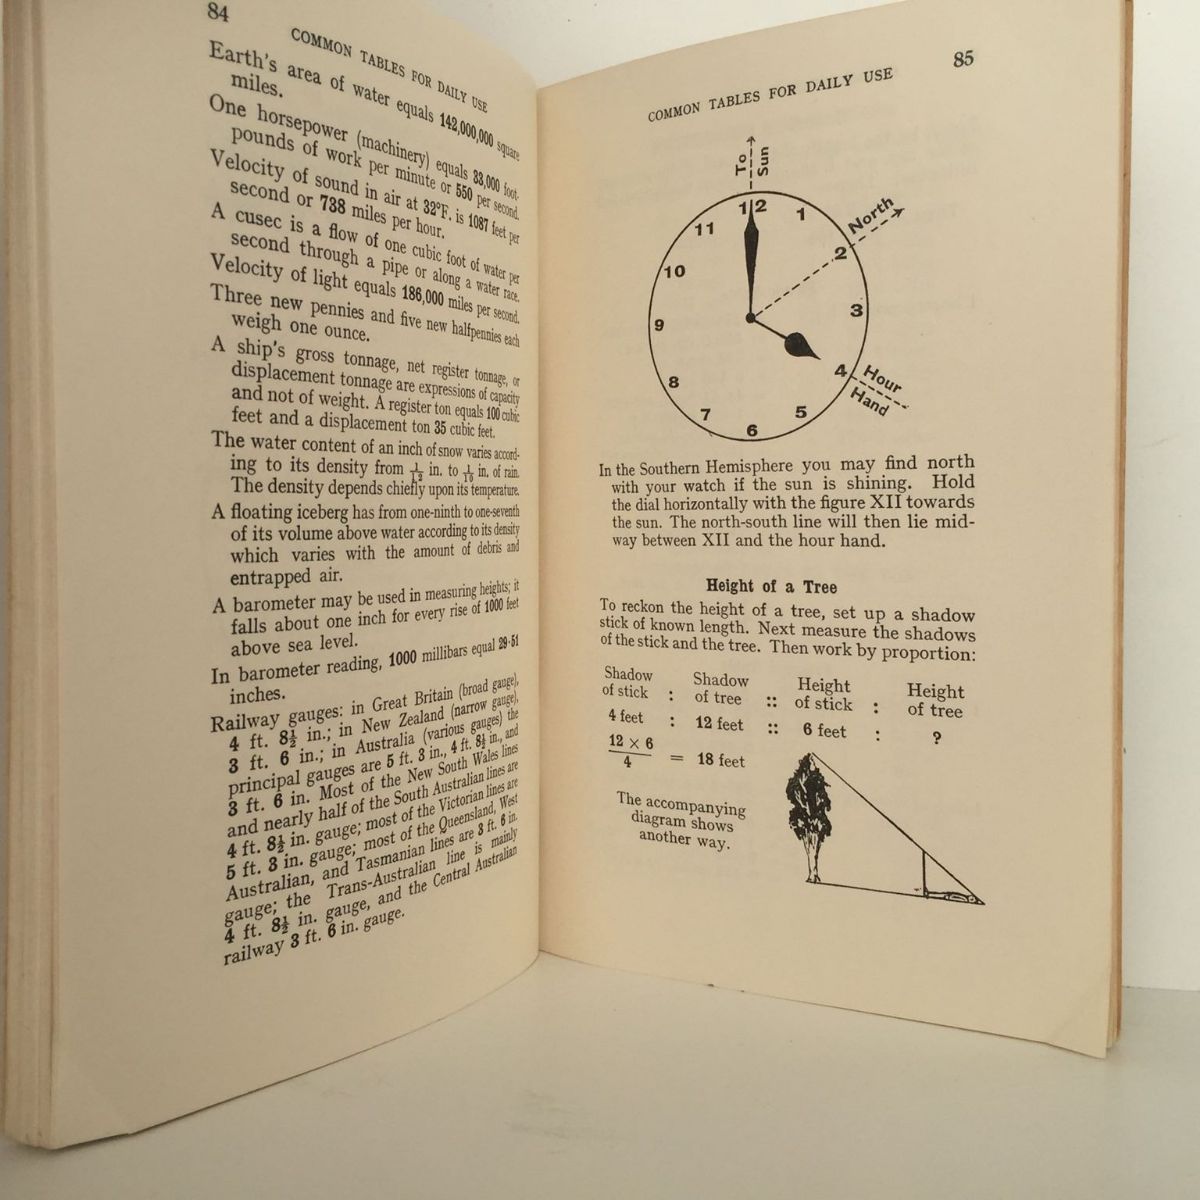 84
COMMON TABLES FOR DAILY USE
Earth's area of water equals 142,000,000 square
miles.
One horsepower (machinery) equals 33,000 foot-
pounds of work per minute or 550 per second.
Velocity of sound in air at 32°F. is 1087 feet per
second or 738 miles per hour.
A cusec is a flow of one cubic foot of water per
second through a pipe or along a water race.
Velocity of light equals 186,000 miles per second.
Three new pennies and five new halfpennies each
weigh one ounce.
A ship's gross tonnage, net register tonnage, or
displacement tonnage are expressions of capacity
and not of weight. A register ton equals 100 cubic
feet and a displacement ton 35 cubic feet.
The water content of an inch of snow varies accord-
ing to its density from 1/12 in. to 1/10 in. of rain.
The density depends chiefly upon its temperature.
A floating iceberg has from one-ninth to one-seventh
of its volume above water according to its density
which varies with the amount of debris and
entrapped air.
A barometer may be used in measuring heights; it
falls about one inch for every rise of 1000 feet
above sea level.
In barometer reading, 1000 millibars equal 29·51
inches.
Railway gauges: in Great Britain (broad gauge),
4 ft. 8½ in.; in New Zealand (narrow gauge),
3 ft. 6 in.; in Australia (various gauges) the
principal gauges are 5 ft. 3 in., 4 ft. 8½ in., and
3 ft. 6 in. Most of the New South Wales lines
and nearly half of the South Australian lines are
4 ft. 8½ in. gauge; most of the Victorian lines are
5 ft. 3 in. gauge; most of the Queensland, West
Australian, and Tasmanian lines are 3 ft. 6 in.
gauge; the Trans-Australian line is mainly
4 ft. 8½ in. gauge, and the Central Australian
railway 3 ft. 6 in. gauge.
85
COMMON TABLES FOR DAILY USE
To
Sun
12
1
11
North
2
10
3
9
4
Hour
Hand
8
5
7
6
In the Southern Hemisphere you may find north
with your watch if the sun is shining. Hold
the dial horizontally with the figure XII towards
the sun. The north-south line will then lie mid-
way between XII and the hour hand.
Height of a Tree
To reckon the height of a tree, set up a shadow
stick of known length. Next measure the shadows
of the stick and the tree. Then work by proportion:
Shadow Shadow Height Height
of stick : of tree :: of stick : of tree
4 feet : 12 feet :: 6 feet : ?
12 × 6
4 = 18 feet
The accompanying
diagram shows
another way.